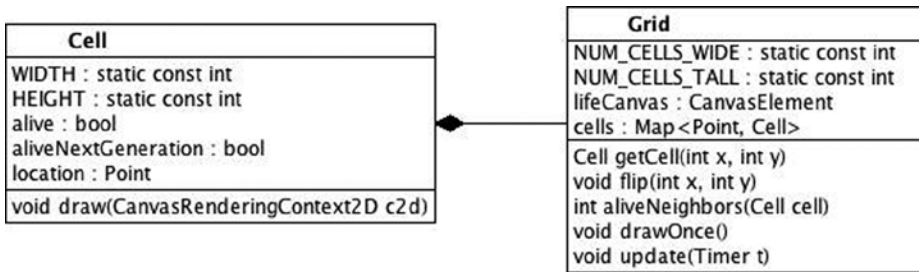 Cell
WIDTH : static const int
HEIGHT : static const int
alive : bool
aliveNextGeneration : bool
location : Point
void draw(CanvasRenderingContext2D c2d)
Grid
NUM_CELLS_WIDE : static const int
NUM_CELLS_TALL : static const int
lifeCanvas : CanvasElement
cells : Map<Point, Cell>
Cell getCell(int x, int y)
void flip(int x, int y)
int aliveNeighbors(Cell cell)
void drawOnce()
void update(Timer t)